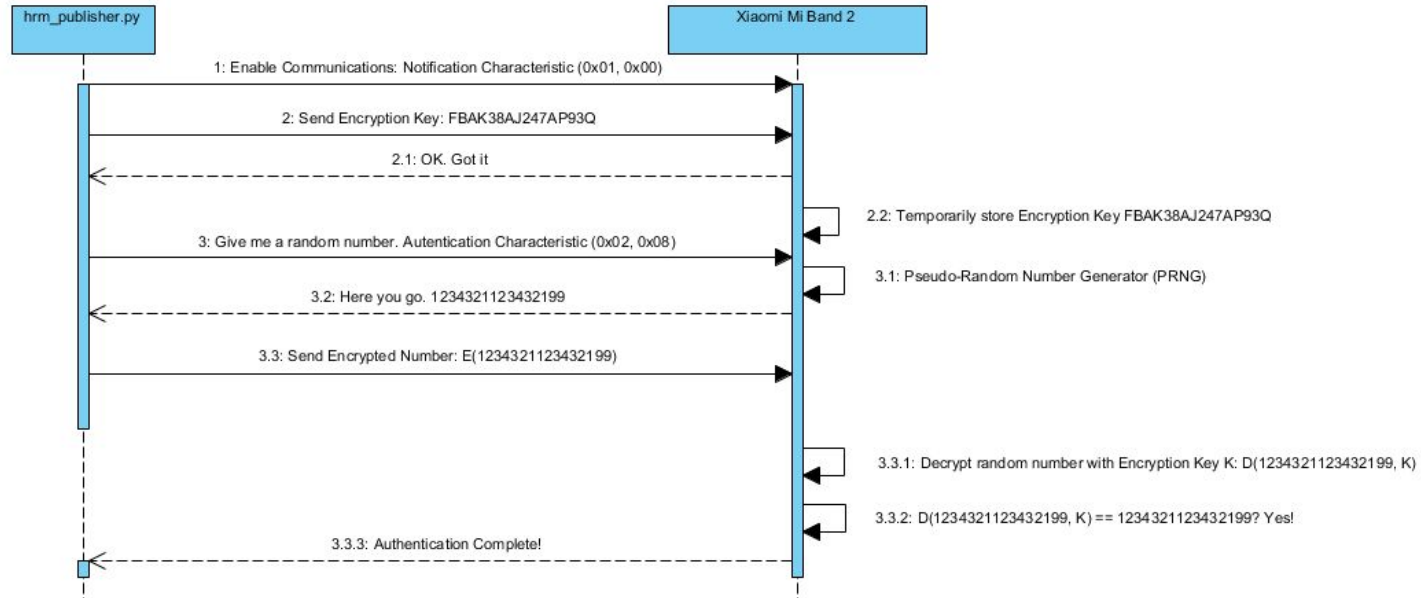 hrm_publisher.py
Xiaomi Mi Band 2
1: Enable Communications: Notification Characteristic (0x01, 0x00)
2: Send Encryption Key: FBAK38AJ247AP93Q
2.1: OK. Got it
2.2: Temporarily store Encryption Key FBAK38AJ247AP93Q
3: Give me a random number. Autentication Characteristic (0x02, 0x08)
3.1: Pseudo-Random Number Generator (PRNG)
3.2: Here you go. 1234321123432199
3.3: Send Encrypted Number: E(1234321123432199)
3.3.1: Decrypt random number with Encryption Key K: D(1234321123432199, K)
3.3.2: D(1234321123432199, K) == 1234321123432199? Yes!
3.3.3: Authentication Complete!